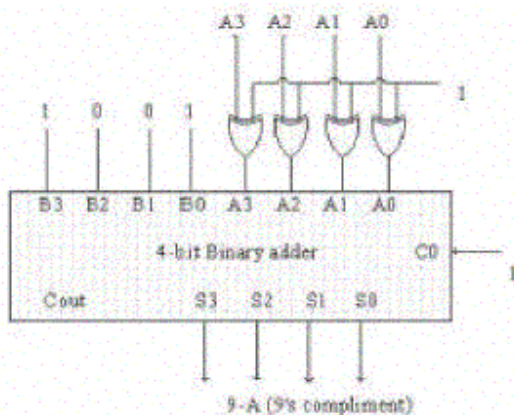 A3 A2 A1 A0
1
1 0 0 1
B3 B2 B1 B0 A3 A2 A1 A0
4-bit Binary adder
C0
1
Cout
S3 S2 S1 S0
9-A (9's compliment)